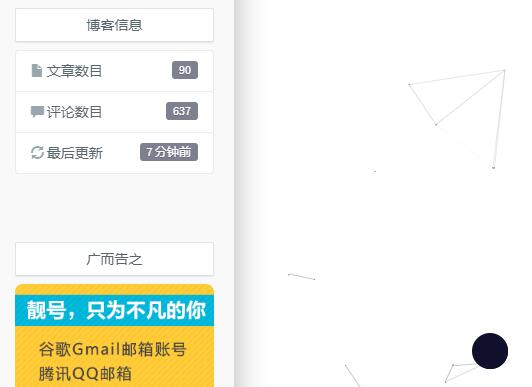 博客信息
文章数目 90
评论数目 637
最后更新 7 分钟前
广而告之
靓号，只为不凡的你
谷歌Gmail邮箱账号
腾讯QQ邮箱